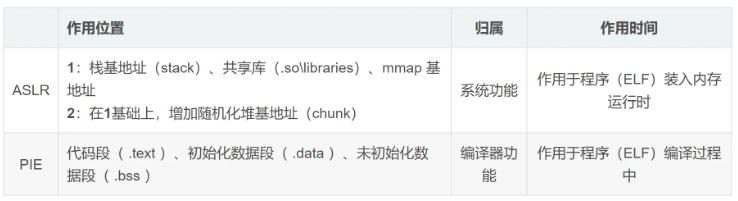 作用位置 归属 作用时间
1：栈基地址（stack）、共享库（.so\libraries）、mmap 基
地址
ASLR 系统功能 作用于程序（ELF）装入内存
运行时
2：在1基础上，增加随机化堆基地址（chunk）
PIE 代码段（ .text ）、初始化数据段（ .data ）、未初始化数
据段（ .bss ）
编译器功
能
作用于程序（ELF）编译过程
中